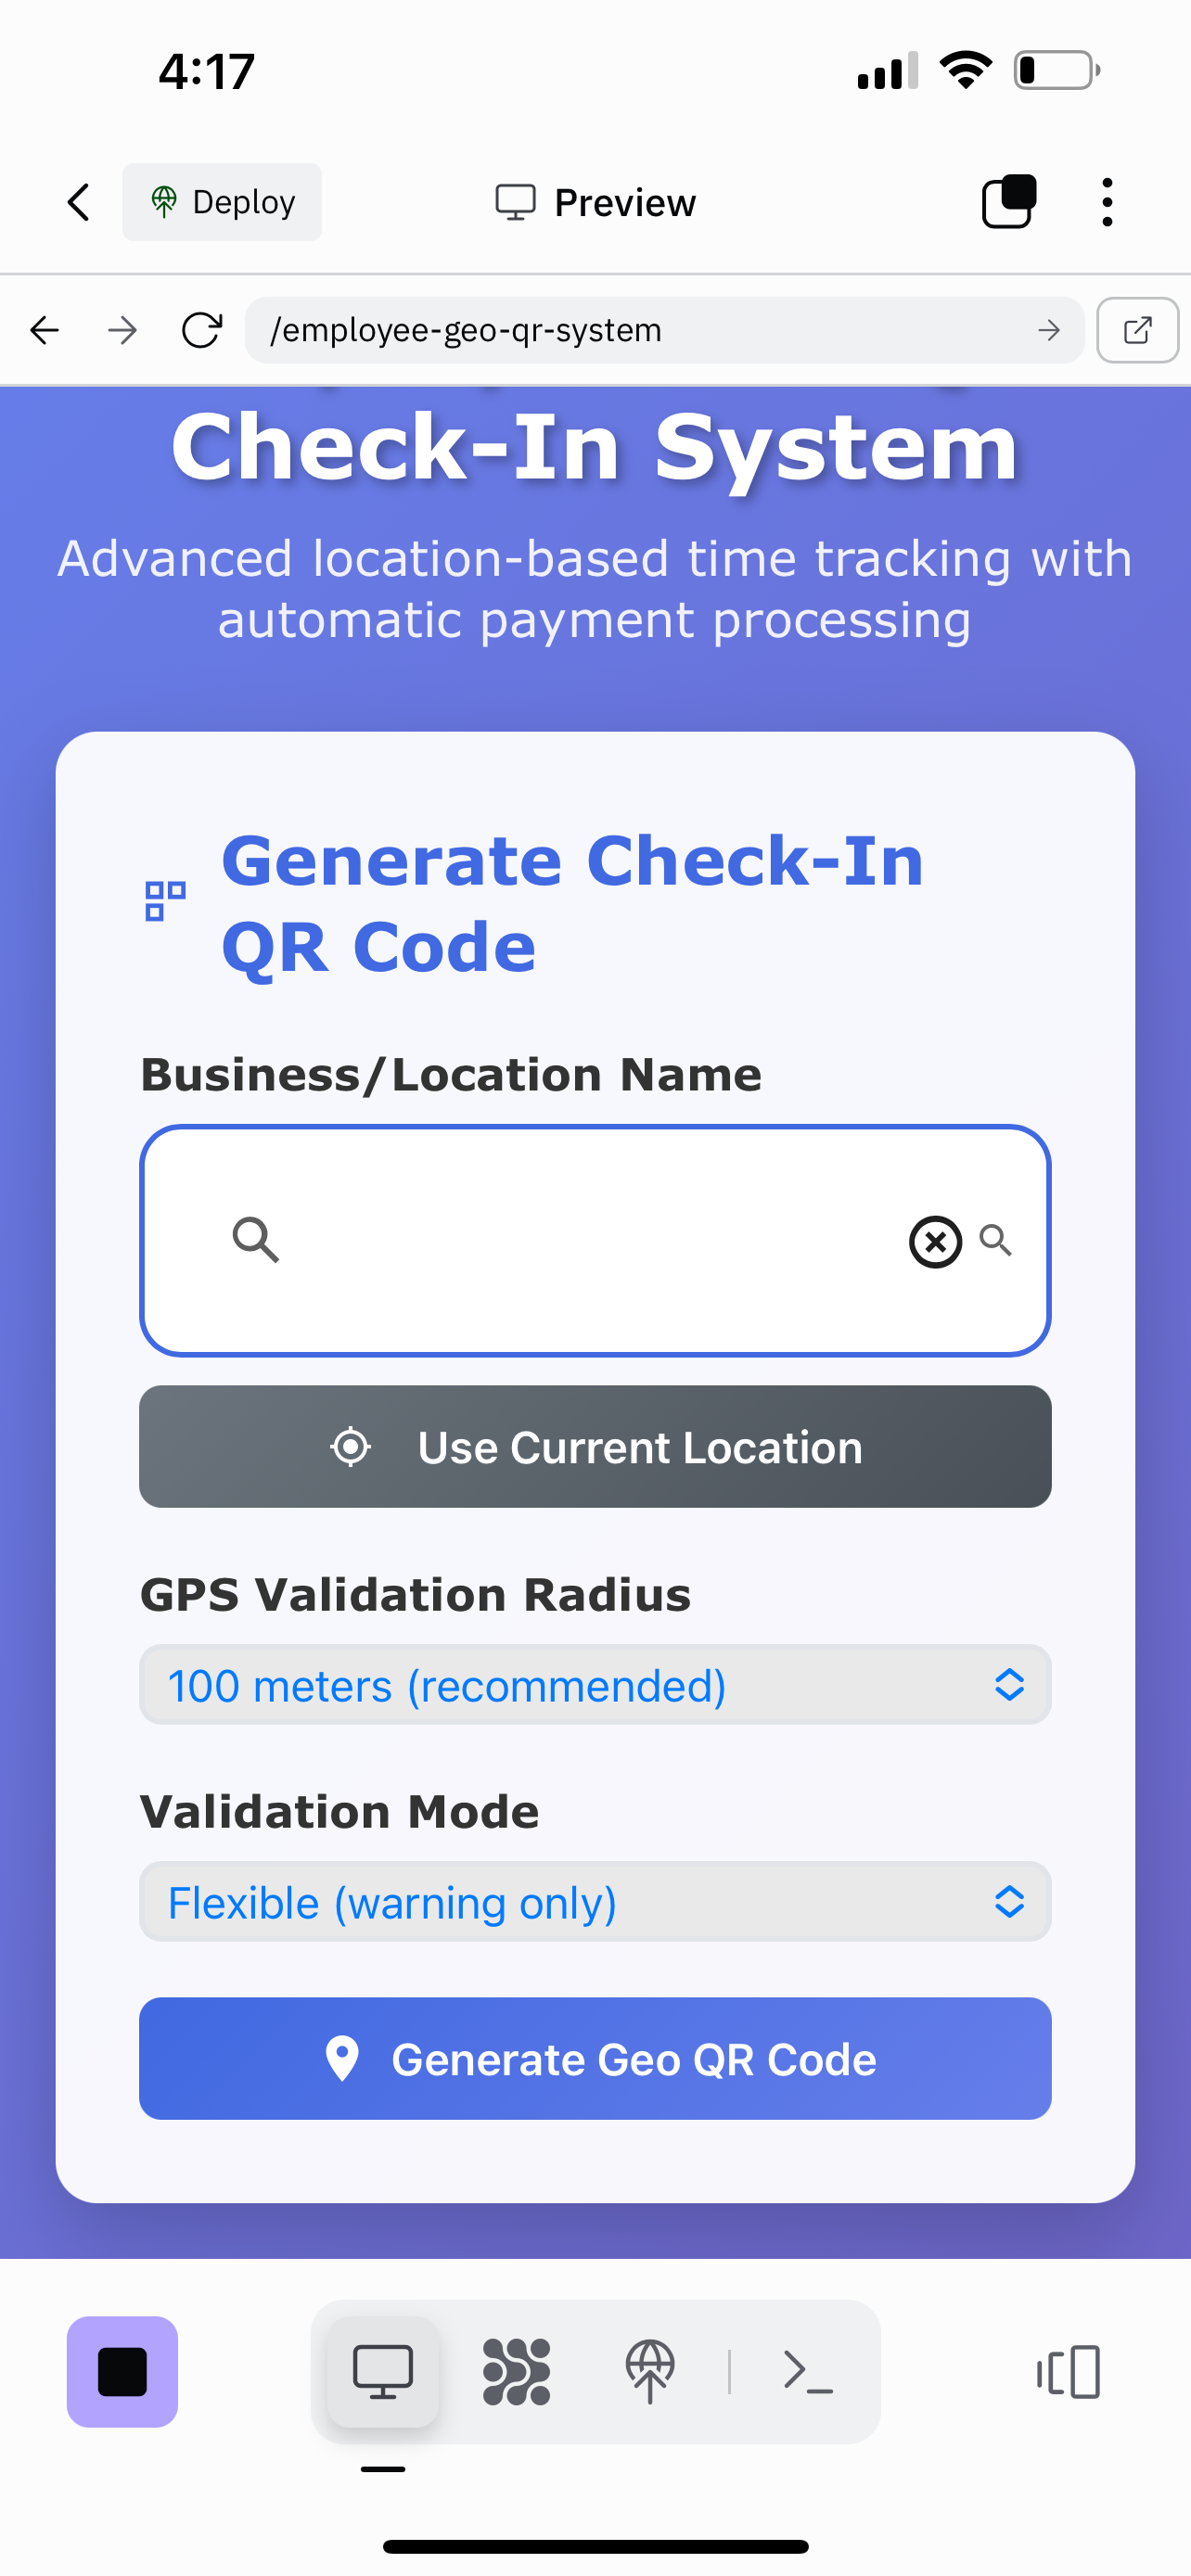 4:17
Deploy
Preview
/employee-geo-qr-system
Check-In System
Advanced location-based time tracking with
automatic payment processing
Generate Check-In
QR Code
Business/Location Name
Use Current Location
GPS Validation Radius
100 meters (recommended)
Validation Mode
Flexible (warning only)
Generate Geo QR Code